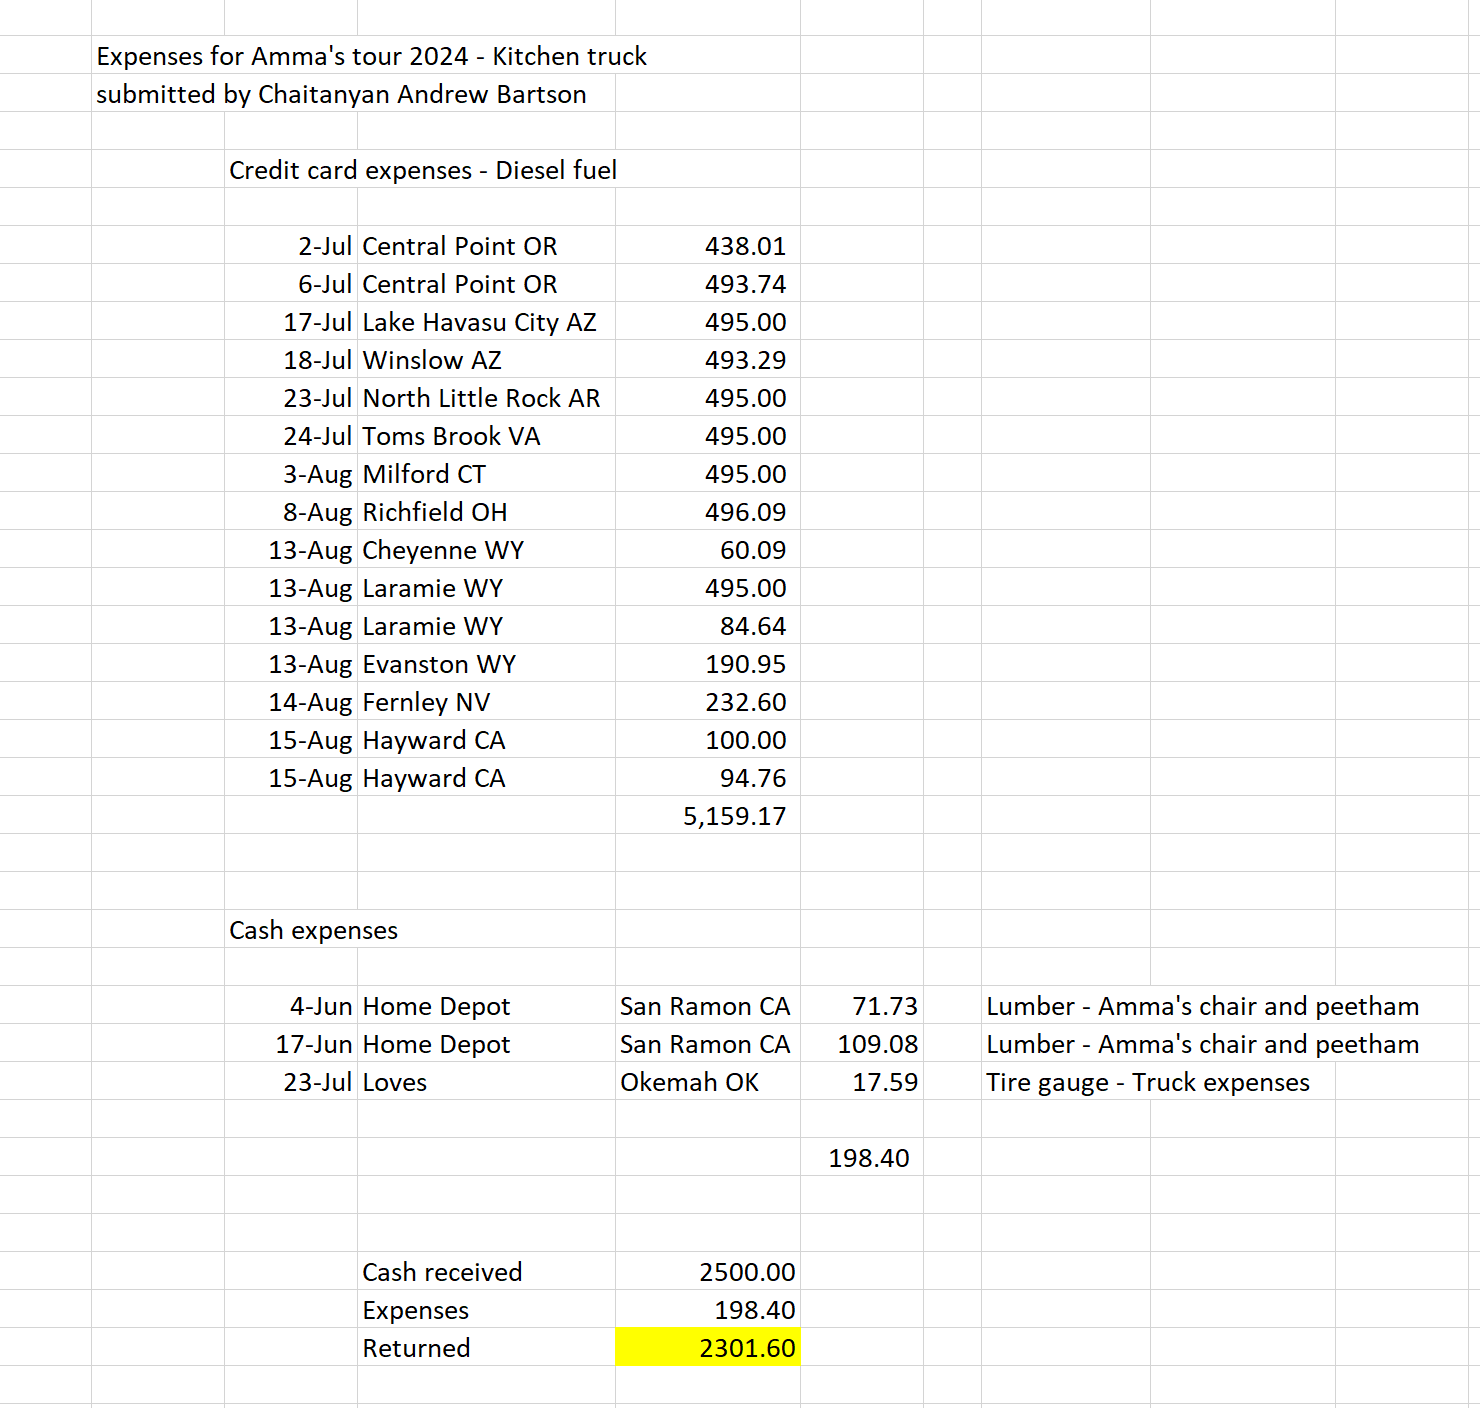 Expenses for Amma's tour 2024 - Kitchen truck
submitted by Chaitanyan Andrew Bartson
Credit card expenses - Diesel fuel
2-Jul Central Point OR 438.01
6-Jul Central Point OR 493.74
17-Jul Lake Havasu City AZ 495.00
18-Jul Winslow AZ 493.29
23-Jul North Little Rock AR 495.00
24-Jul Toms Brook VA 495.00
3-Aug Milford CT 495.00
8-Aug Richfield OH 496.09
13-Aug Cheyenne WY 60.09
13-Aug Laramie WY 495.00
13-Aug Laramie WY 84.64
13-Aug Evanston WY 190.95
14-Aug Fernley NV 232.60
15-Aug Hayward CA 100.00
15-Aug Hayward CA 94.76
5,159.17
Cash expenses
4-Jun Home Depot San Ramon CA 71.73 Lumber - Amma's chair and peetham
17-Jun Home Depot San Ramon CA 109.08 Lumber - Amma's chair and peetham
23-Jul Loves Okemah OK 17.59 Tire gauge - Truck expenses
198.40
Cash received 2500.00
Expenses 198.40
Returned 2301.60